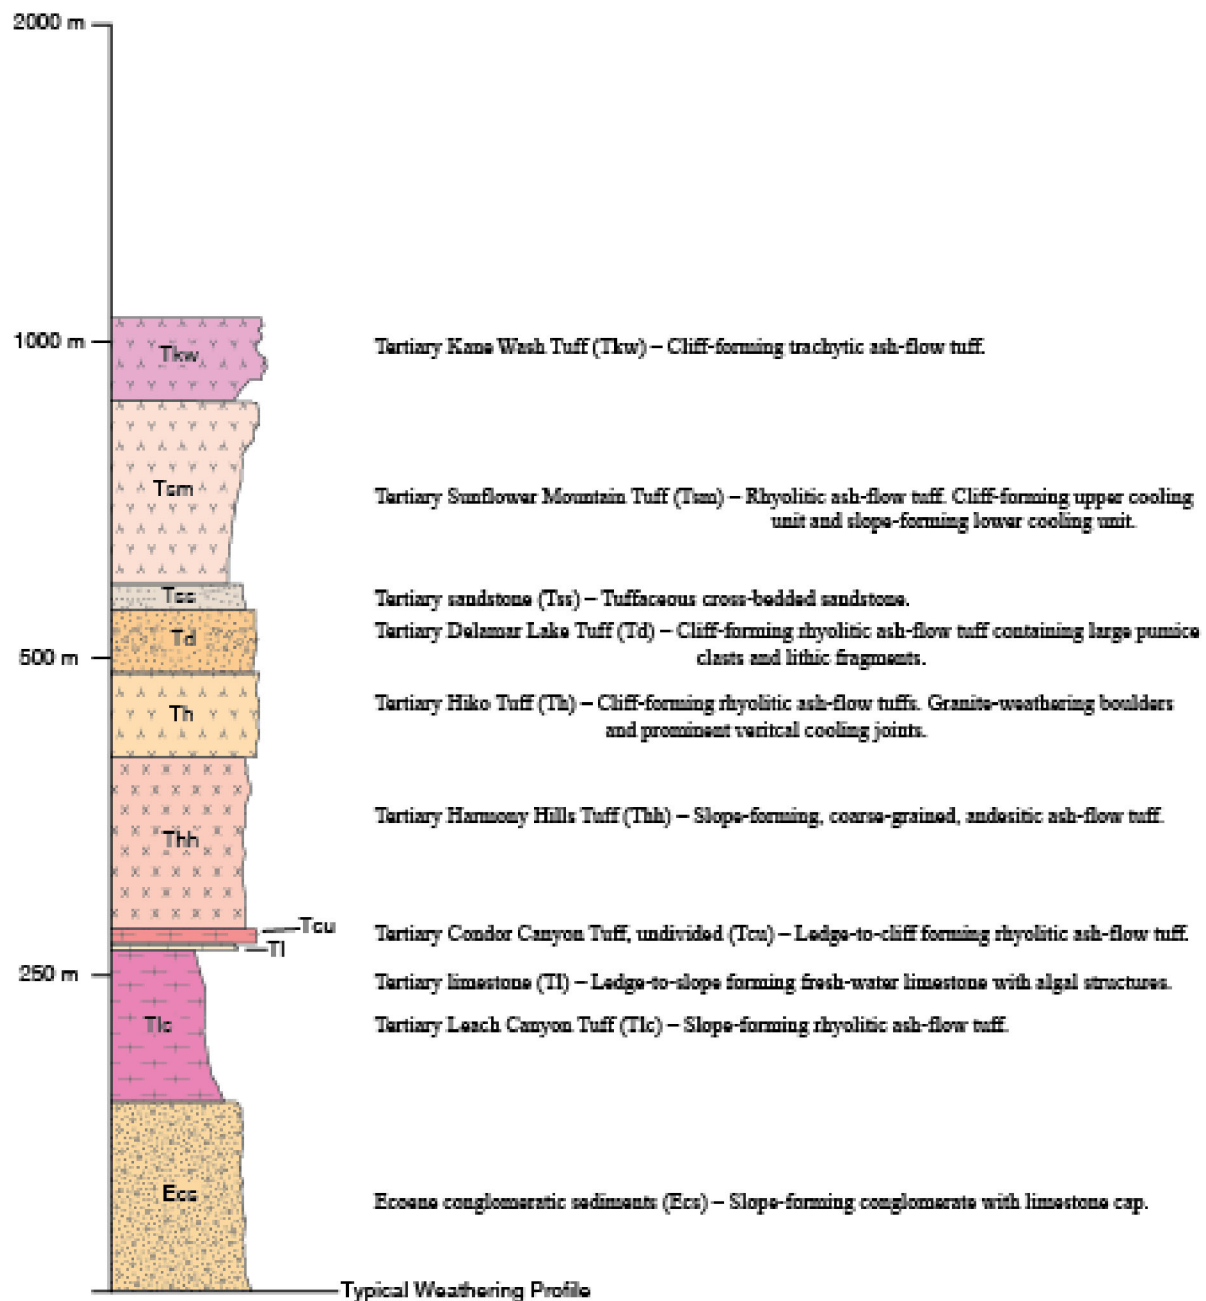 2000 m
1000 m
Tkw
Tertiary Kane Wash Tuff (Tkw) – Cliff-forming trachytic ash-flow tuff.
Tsm
Tertiary Sunflower Mountain Tuff (Tsm) – Rhyolitic ash-flow tuff. Cliff-forming upper cooling
unit and slope-forming lower cooling unit.
Tss
Tertiary sandstone (Tss) – Tuffaceous cross-bedded sandstone.
Td
Tertiary Delamar Lake Tuff (Td) – Cliff-forming rhyolitic ash-flow tuff containing large pumice
clasts and lithic fragments.
500 m
Th
Tertiary Hiko Tuff (Th) – Cliff-forming rhyolitic ash-flow tuffs. Granite-weathering boulders
and prominent veritcal cooling joints.
Thh
Tertiary Harmony Hills Tuff (Thh) – Slope-forming, coarse-grained, andesitic ash-flow tuff.
Tcu
Tertiary Condor Canyon Tuff, undivided (Tcu) – Ledge-to-cliff forming rhyolitic ash-flow tuff.
Tl
250 m
Tertiary limestone (Tl) – Ledge-to-slope forming fresh-water limestone with algal structures.
Tlc
Tertiary Leach Canyon Tuff (Tlc) – Slope-forming rhyolitic ash-flow tuff.
Ecs
Ecoene conglomeratic sediments (Ecs) – Slope-forming conglomerate with limestone cap.
Typical Weathering Profile